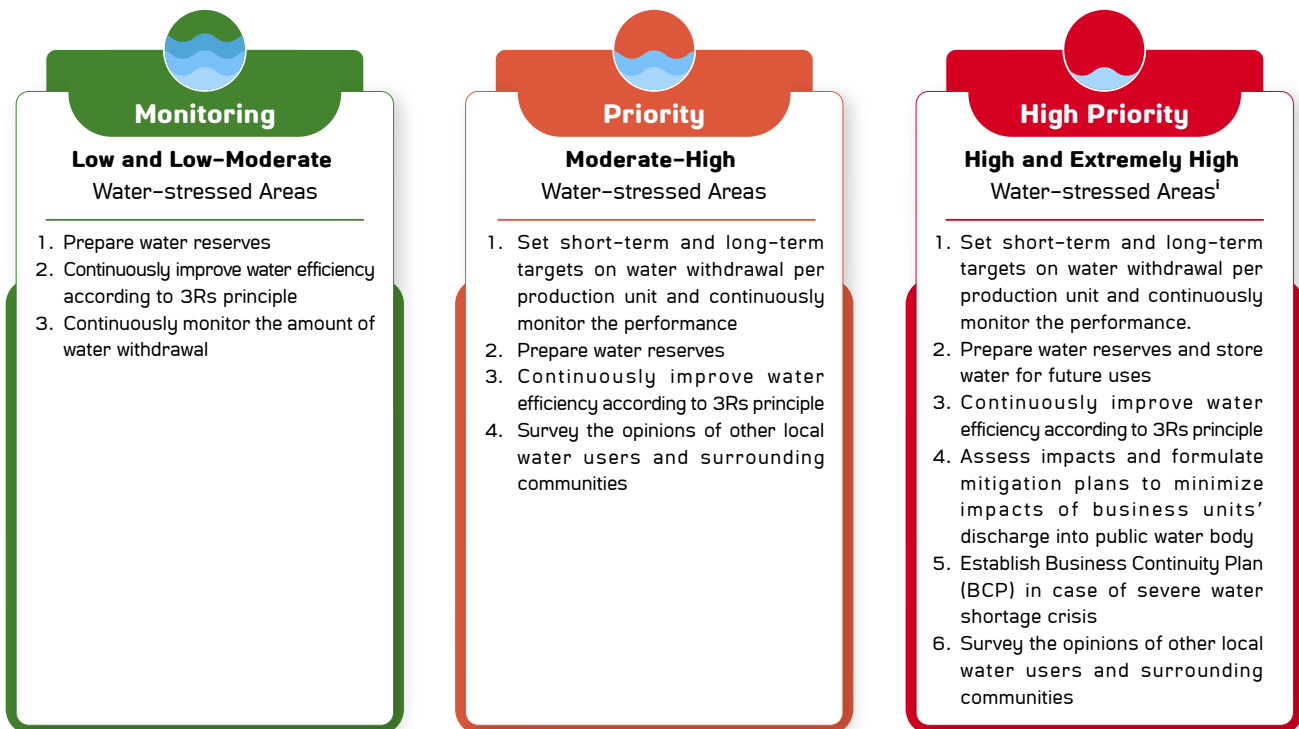 Monitoring
Low and Low-Moderate
Water-stressed Areas
1. Prepare water reserves
2. Continuously improve water efficiency
according to 3Rs principle
3. Continuously monitor the amount of
water withdrawal
Priority
Moderate-High
Water-stressed Areas
1. Set short-term and long-term
targets on water withdrawal per
production unit and continuously
monitor the performance
2. Prepare water reserves
3. Continuously improve water
efficiency according to 3Rs principle
4. Survey the opinions of other local
water users and surrounding
communities
High Priority
High and Extremely High
Water-stressed Areasⁱ
1. Set short-term and long-term
targets on water withdrawal per
production unit and continuously
monitor the performance.
2. Prepare water reserves and store
water for future uses
3. Continuously improve water
efficiency according to 3Rs principle
4. Assess impacts and formulate
mitigation plans to minimize
impacts of business units’
discharge into public water body
5. Establish Business Continuity Plan
(BCP) in case of severe water
shortage crisis
6. Survey the opinions of other local
water users and surrounding
communities